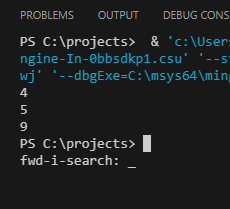 PROBLEMS OUTPUT DEBUG CONS
PS C:\projects> & 'c:\Users
ngine-In-0bbsdkp1.csu' '--st
wj' '--dbgExe=C:\msys64\ming
4
5
9
PS C:\projects>
fwd-i-search: _